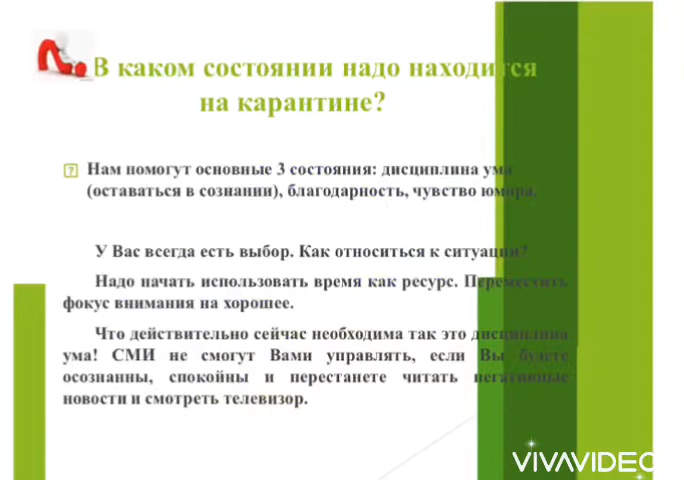 В каком состоянии надо находится
на карантине?
Нам помогут основные 3 состояния: дисциплина ума
(оставаться в сознании), благодарность, чувство юмора.
У Вас всегда есть выбор. Как относиться к ситуации?
Надо начать использовать время как ресурс. Переместить
фокус внимания на хорошее.
Что действительно сейчас необходима так это дисциплина
ума! СМИ не смогут Вами управлять, если Вы будете
осознанны, спокойны и перестанете читать негативные
новости и смотреть телевизор.
VIVAVIDEO